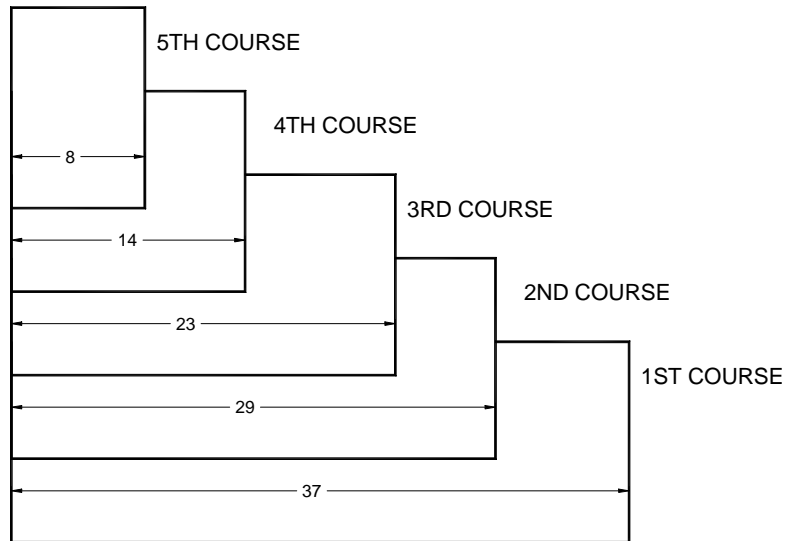 5TH COURSE
4TH COURSE
8
3RD COURSE
14
2ND COURSE
23
1ST COURSE
29
37